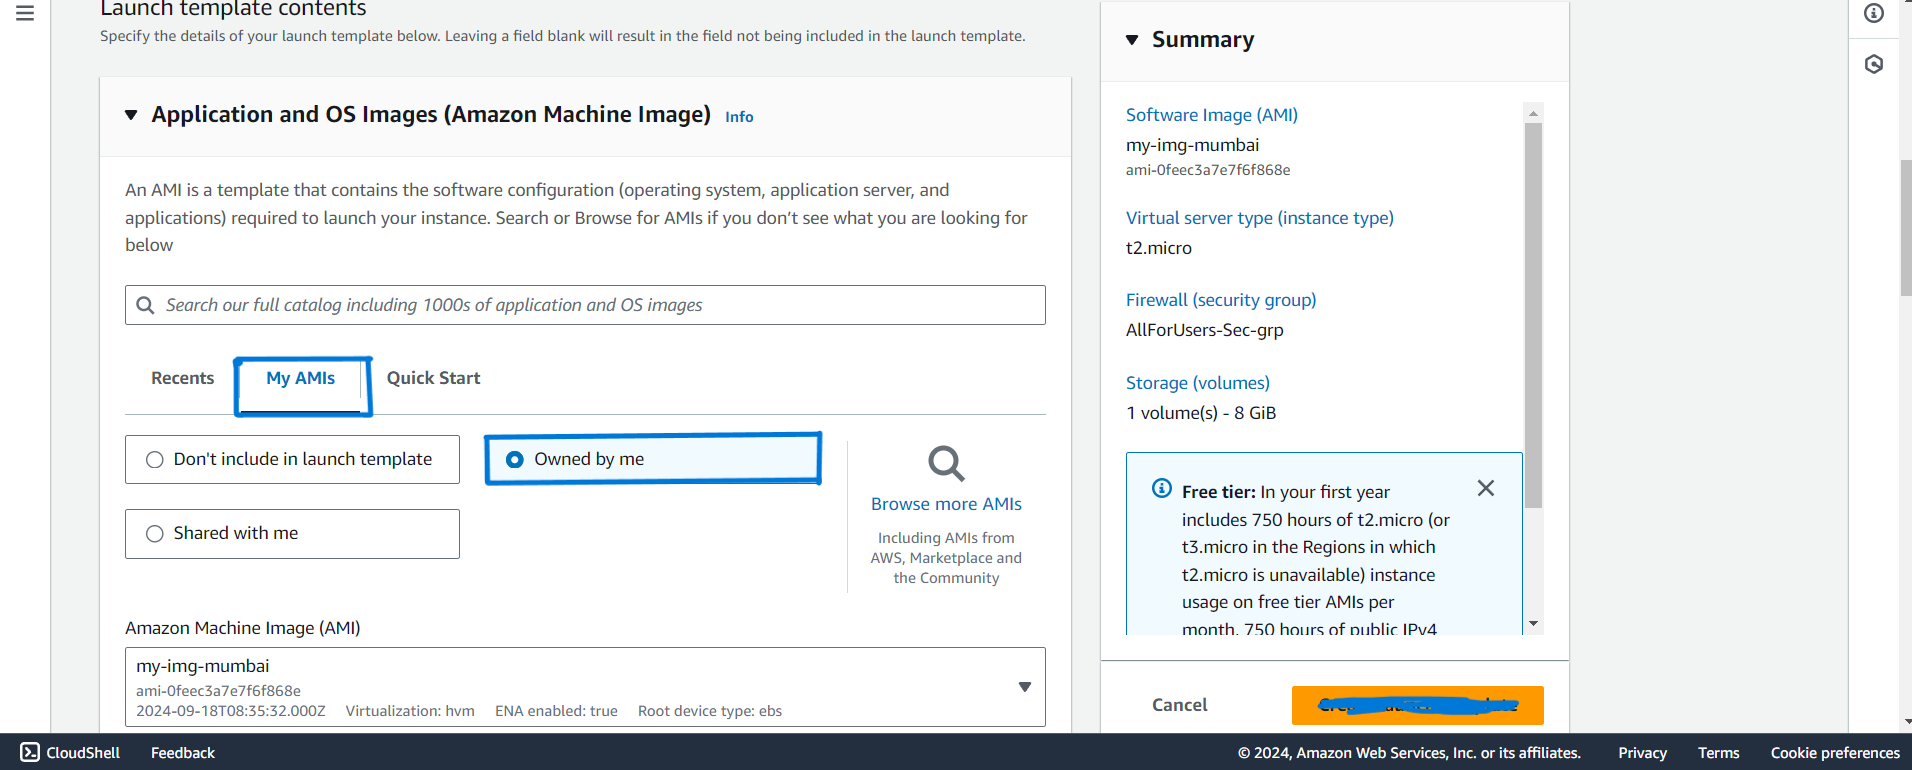 Launch template contents
Specify the details of your launch template below. Leaving a field blank will result in the field not being included in the launch template.
Application and OS Images (Amazon Machine Image) Info
An AMI is a template that contains the software configuration (operating system, application server, and
applications) required to launch your instance. Search or Browse for AMIs if you don’t see what you are looking for
below
Search our full catalog including 1000s of application and OS images
Recents
My AMIs
Quick Start
Don't include in launch template
Owned by me
Shared with me
Browse more AMIs
Including AMIs from
AWS, Marketplace and
the Community
Amazon Machine Image (AMI)
my-img-mumbai
ami-0feec3a7e7f6f868e
2024-09-18T08:35:32.000Z Virtualization: hvm ENA enabled: true Root device type: ebs
Summary
Software Image (AMI)
my-img-mumbai
ami-0feec3a7e7f6f868e
Virtual server type (instance type)
t2.micro
Firewall (security group)
AllForUsers-Sec-grp
Storage (volumes)
1 volume(s) - 8 GiB
Free tier: In your first year
includes 750 hours of t2.micro (or
t3.micro in the Regions in which
t2.micro is unavailable) instance
usage on free tier AMIs per
month, 750 hours of public IPv4
Cancel
CloudShell
Feedback
© 2024, Amazon Web Services, Inc. or its affiliates.
Privacy
Terms
Cookie preferences